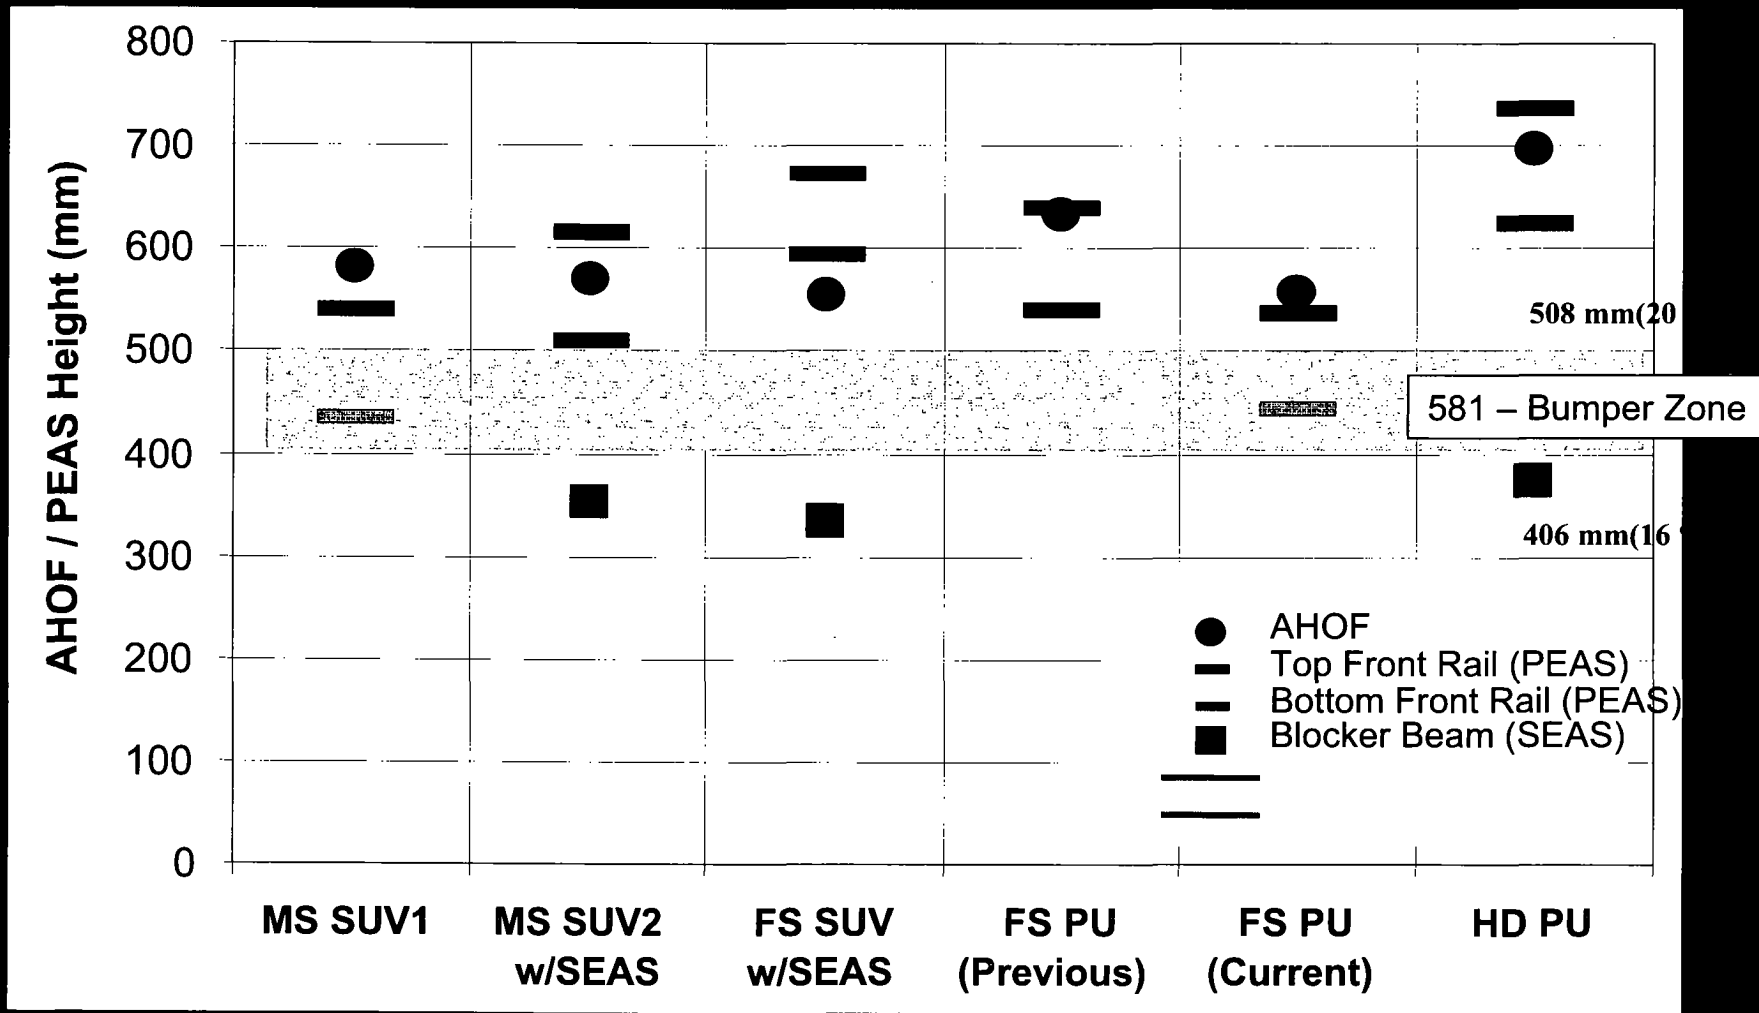 800
700
600
500
400
300
200
100
0
AHOF / PEAS Height (mm)
508 mm(20
581 – Bumper Zone
406 mm(16
AHOF
Top Front Rail (PEAS)
Bottom Front Rail (PEAS)
Blocker Beam (SEAS)
MS SUV1
MS SUV2
w/SEAS
FS SUV
w/SEAS
FS PU
(Previous)
FS PU
(Current)
HD PU